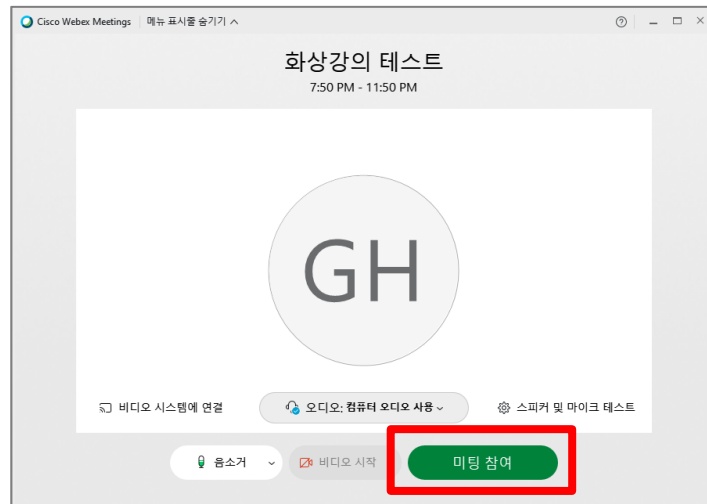 Cisco Webex Meetings 메뉴 표시줄 숨기기
화상강의 테스트
7:50 PM - 11:50 PM
GH
비디오 시스템에 연결 오디오: 컴퓨터 오디오 사용 스피커 및 마이크 테스트
음소거 비디오 시작 미팅 참여